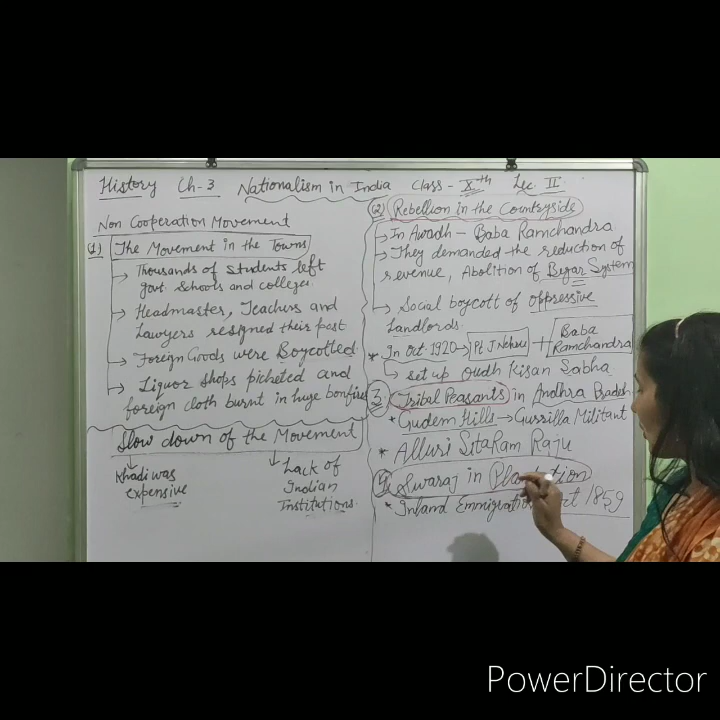 History Ch-3 Nationalism in India Class - Xth Lec. II
Non Cooperation Movement
(1) The Movement in the Towns
→ Thousands of students left
govt. schools and colleges.
→ Headmaster, Teachers and
Lawyers resigned their post
→ Foreign Goods were Boycotted.
→ Liquor shops picketed and
foreign cloth burnt in huge bonfires
Slow down of the Movement
Khadi was
expensive
Lack of
Indian
Institutions.
(2) Rebellion in the Countryside
→ In Awadh - Baba Ramchandra
→ They demanded the reduction of
revenue, Abolition of Begar System
→ Social boycott of oppressive
Landlords.
* In Oct. 1920 → Pt J Nehru + Baba Ramchandra
→ set up Oudh Kisan Sabha
3. Tribal Peasants in Andhra Pradesh
* Gudem Hills → Gurrilla Militant
* Alluri SitaRam Raju
4. Swaraj in
* Inland 1859
PowerDirector